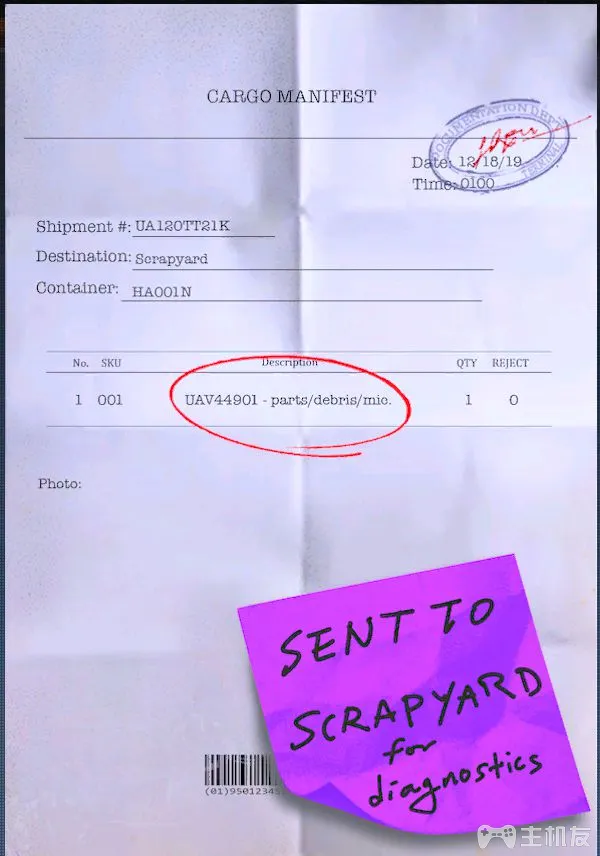 CARGO MANIFEST
DOCUMENTATION DEPT
TERMINAL
Date: 12/18/19
Time: 0100
Shipment #: UA120TT21K
Destination: Scrapyard
Container: HA001N
No. SKU Description QTY REJECT
1 001 UAV44901 - parts/debris/mic. 1 0
Photo:
SENT TO
SCRAPYARD
for
diagnostics
(01)9501234
主机友